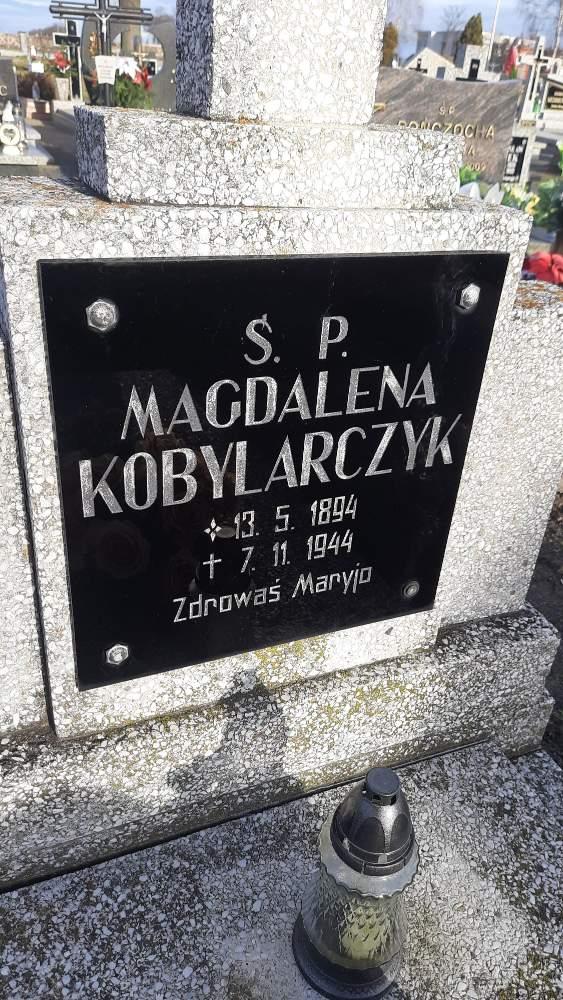 Ś. P.
MAGDALENA
KOBYLARCZYK
13. 5. 1894
† 7. 11. 1944
Zdrowaś Maryjo
Ś.P.